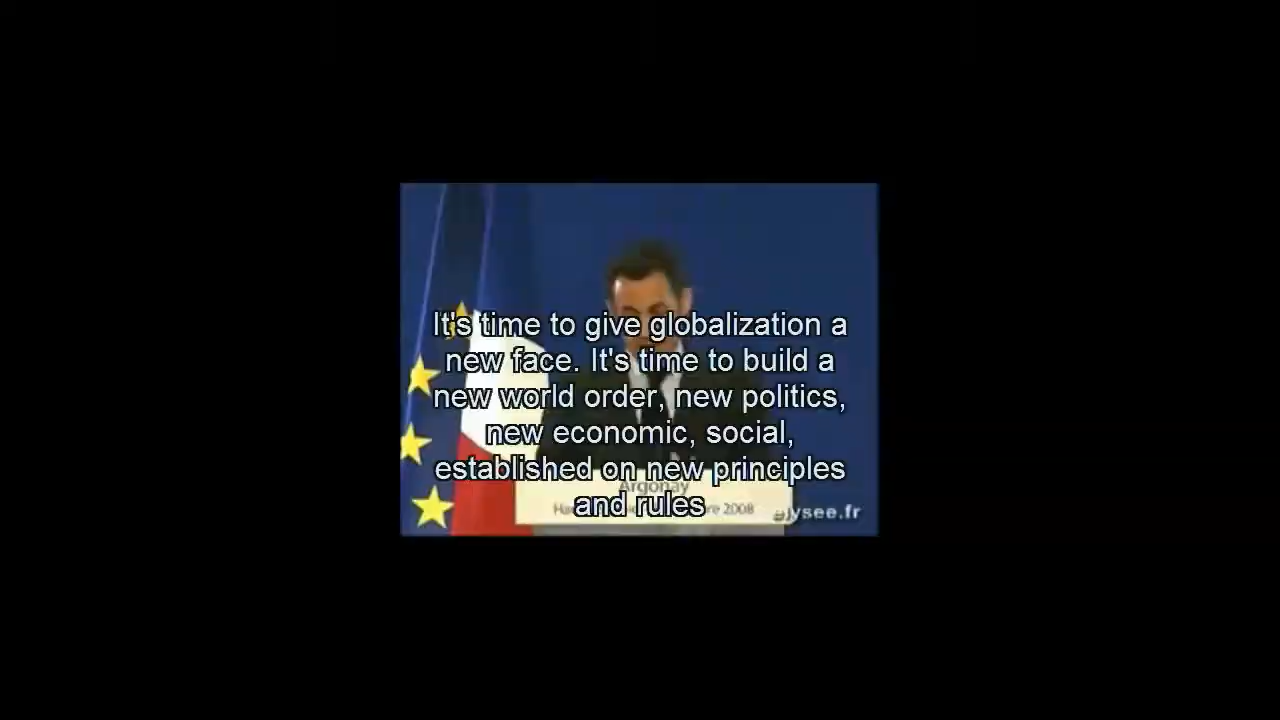 It's time to give globalization a
new face. It's time to build a
new world order, new politics,
new economic, social,
established on new principles
and rules
Argonay
2008
elysee.fr